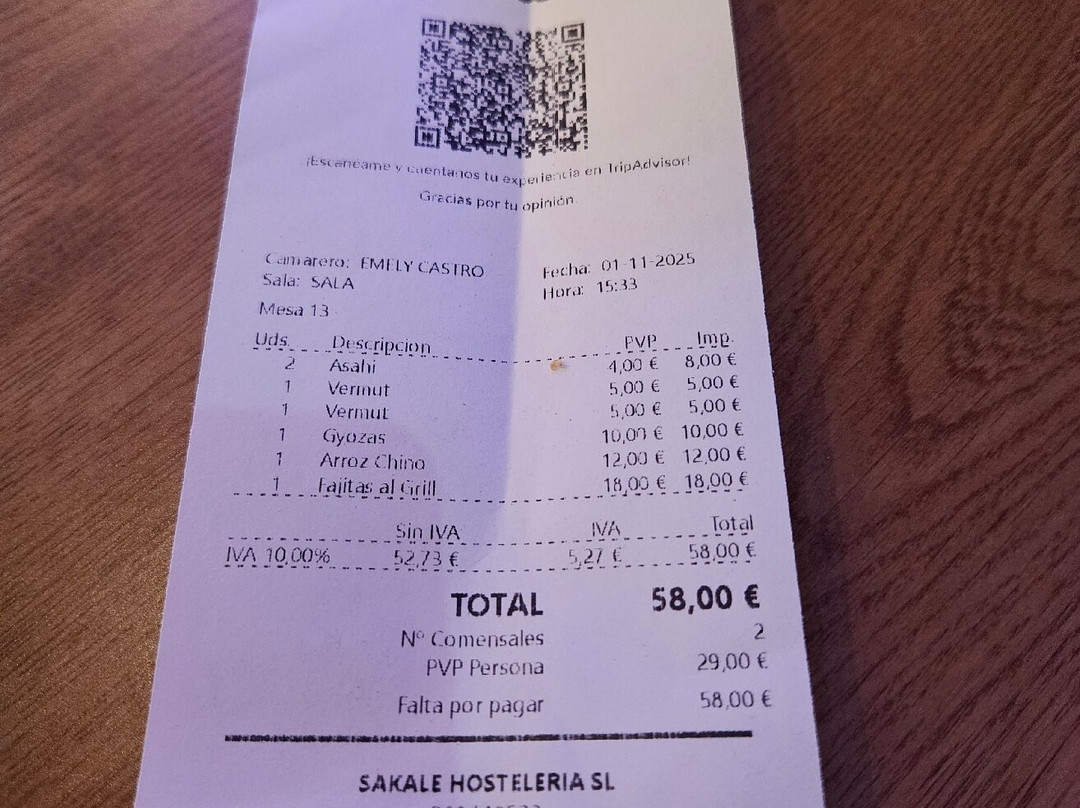 ¡Escaneame y cuentanos tu experiencia en TripAdvisor!
Gracias por tu opinión
Camarero: EMELY CASTRO Fecha: 01-11-2025
Sala: SALA Hora: 15:33
Mesa 13
Uds. Descripcion PVP Imp.
2 Asahi 4,00 € 8,00 €
1 Vermut 5,00 € 5,00 €
1 Vermut 5,00 € 5,00 €
1 Gyozas 10,00 € 10,00 €
1 Arroz Chino 12,00 € 12,00 €
1 Fajitas al Grill 18,00 € 18,00 €
Sin IVA IVA Total
IVA 10,00% 52,73 € 5,27 € 58,00 €
TOTAL 58,00 €
Nº Comensales 2
PVP Persona 29,00 €
Falta por pagar 58,00 €
SAKALE HOSTELERIA SL